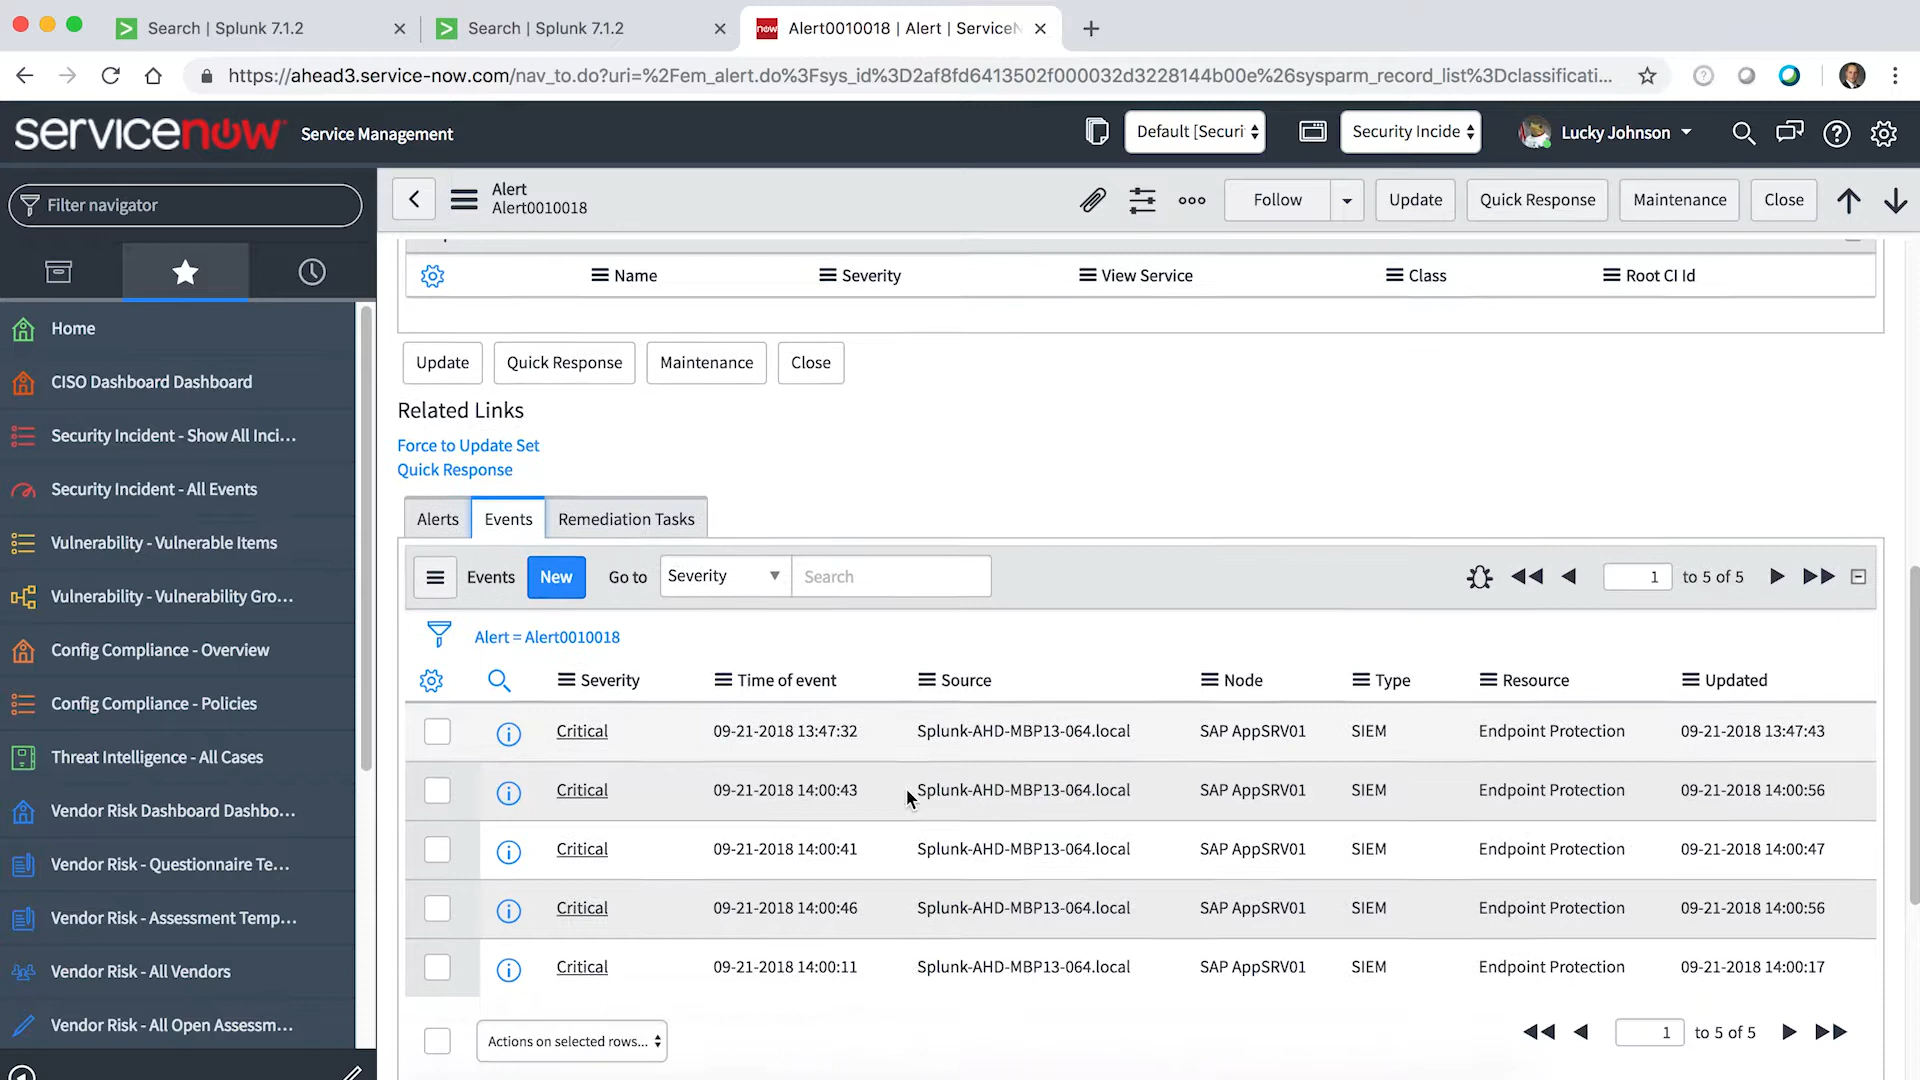 Search | Splunk 7.1.2
Search | Splunk 7.1.2
now Alert0010018 | Alert | ServiceN
https://ahead3.service-now.com/nav_to.do?uri=%2Fem_alert.do%3Fsys_id%3D2af8fd6413502f000032d3228144b00e%26sysparm_record_list%3Dclassificati...
servicenow Service Management
Default [Securi
Security Incide
Lucky Johnson
Filter navigator
Alert
Alert0010018
Follow
Update
Quick Response
Maintenance
Close
Home
CISO Dashboard Dashboard
Security Incident - Show All Inci...
Security Incident - All Events
Vulnerability - Vulnerable Items
Vulnerability - Vulnerability Gro...
Config Compliance - Overview
Config Compliance - Policies
Threat Intelligence - All Cases
Vendor Risk Dashboard Dashbo...
Vendor Risk - Questionnaire Te...
Vendor Risk - Assessment Temp...
Vendor Risk - All Vendors
Vendor Risk - All Open Assessm...
Name Severity View Service Class Root CI Id
Update Quick Response Maintenance Close
Related Links
Force to Update Set
Quick Response
Alerts Events Remediation Tasks
Events New Go to Severity Search 1 to 5 of 5
Alert = Alert0010018
Severity Time of event Source Node Type Resource Updated
Critical 09-21-2018 13:47:32 Splunk-AHD-MBP13-064.local SAP AppSRV01 SIEM Endpoint Protection 09-21-2018 13:47:43
Critical 09-21-2018 14:00:43 Splunk-AHD-MBP13-064.local SAP AppSRV01 SIEM Endpoint Protection 09-21-2018 14:00:56
Critical 09-21-2018 14:00:41 Splunk-AHD-MBP13-064.local SAP AppSRV01 SIEM Endpoint Protection 09-21-2018 14:00:47
Critical 09-21-2018 14:00:46 Splunk-AHD-MBP13-064.local SAP AppSRV01 SIEM Endpoint Protection 09-21-2018 14:00:56
Critical 09-21-2018 14:00:11 Splunk-AHD-MBP13-064.local SAP AppSRV01 SIEM Endpoint Protection 09-21-2018 14:00:17
Actions on selected rows... 1 to 5 of 5